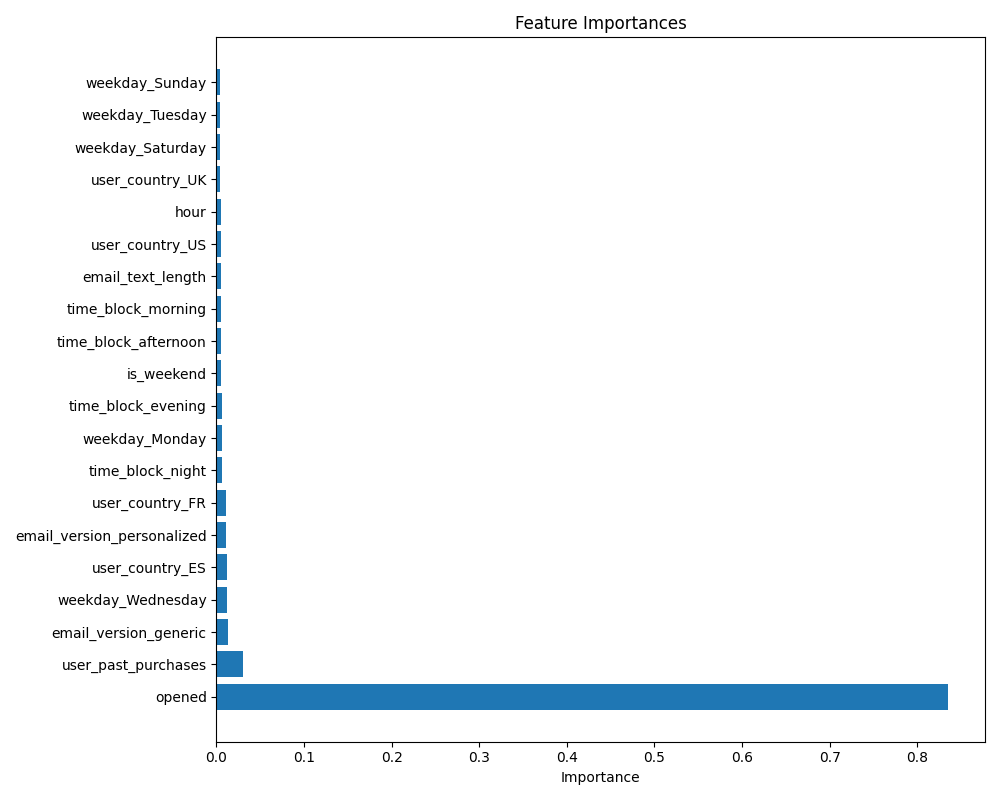 Feature Importances
weekday_Sunday
weekday_Tuesday
weekday_Saturday
user_country_UK
hour
user_country_US
email_text_length
time_block_morning
time_block_afternoon
is_weekend
time_block_evening
weekday_Monday
time_block_night
user_country_FR
email_version_personalized
user_country_ES
weekday_Wednesday
email_version_generic
user_past_purchases
opened
0.0 0.1 0.2 0.3 0.4 0.5 0.6 0.7 0.8
Importance